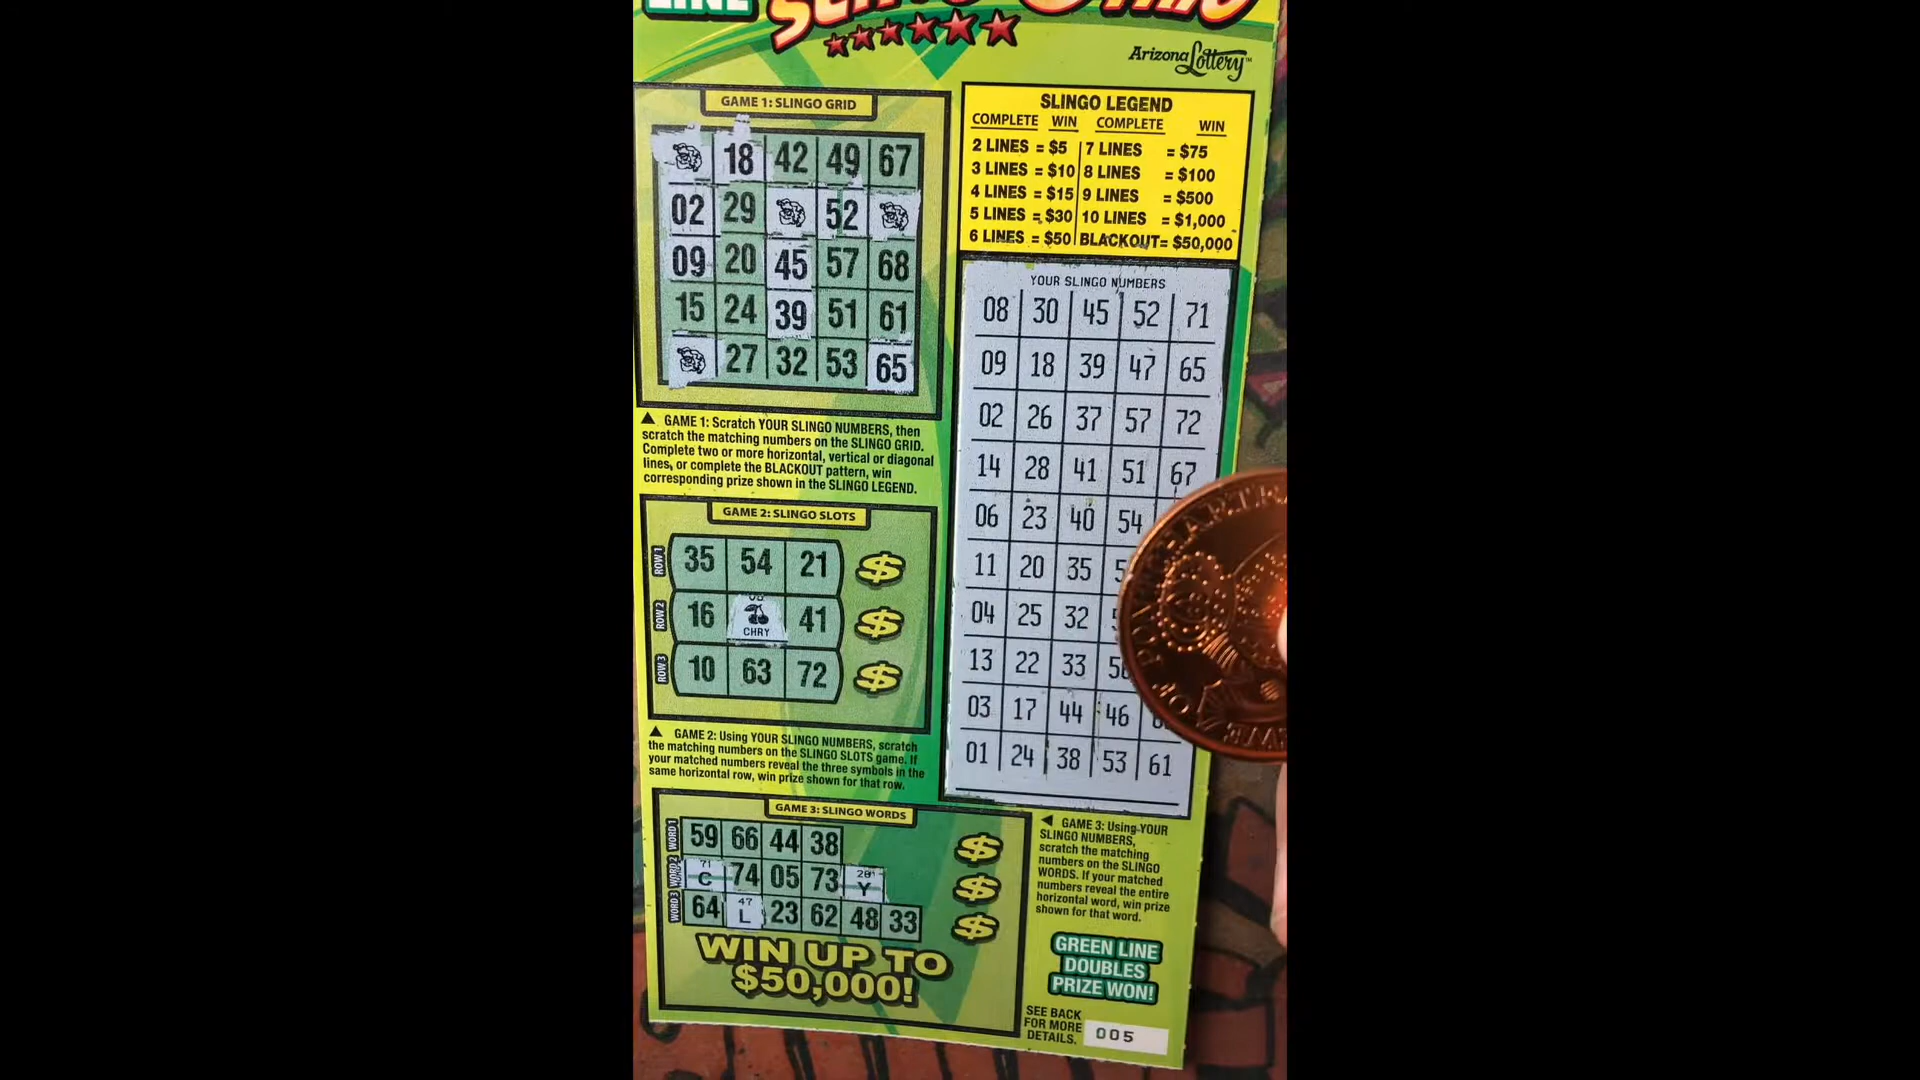 LINE
Arizona Lottery™
GAME 1: SLINGO GRID
18 42 49 67
02 29 52
09 20 45 57 68
15 24 39 51 61
27 32 53 65
SLINGO LEGEND
COMPLETE WIN COMPLETE WIN
2 LINES = $5 7 LINES = $75
3 LINES = $10 8 LINES = $100
4 LINES = $15 9 LINES = $500
5 LINES = $30 10 LINES = $1,000
6 LINES = $50 BLACKOUT= $50,000
YOUR SLINGO NUMBERS
08 30 45 52 71
09 18 39 47 65
02 26 37 57 72
14 28 41 51 67
06 23 40 54
11 20 35
04 25 32
13 22 33
03 17 44 46
01 24 38 53 61
▲ GAME 1: Scratch YOUR SLINGO NUMBERS, then
scratch the matching numbers on the SLINGO GRID.
Complete two or more horizontal, vertical or diagonal
lines, or complete the BLACKOUT pattern, win
corresponding prize shown in the SLINGO LEGEND.
GAME 2: SLINGO SLOTS
ROW 1 35 54 21 $
ROW 2 16 CHRY 41 $
ROW 3 10 63 72 $
▲ GAME 2: Using YOUR SLINGO NUMBERS, scratch
the matching numbers on the SLINGO SLOTS game. If
your matched numbers reveal the three symbols in the
same horizontal row, win prize shown for that row.
GAME 3: SLINGO WORDS
WORD 1 59 66 44 38 $
WORD 2 71 C 74 05 73 Y $
WORD 3 64 47 L 23 62 48 33 $
WIN UP TO
$50,000!
◀ GAME 3: Using YOUR
SLINGO NUMBERS,
scratch the matching
numbers on the SLINGO
WORDS. If your matched
numbers reveal the entire
horizontal word, win prize
shown for that word.
GREEN LINE
DOUBLES
PRIZE WON!
SEE BACK
FOR MORE
DETAILS.
005